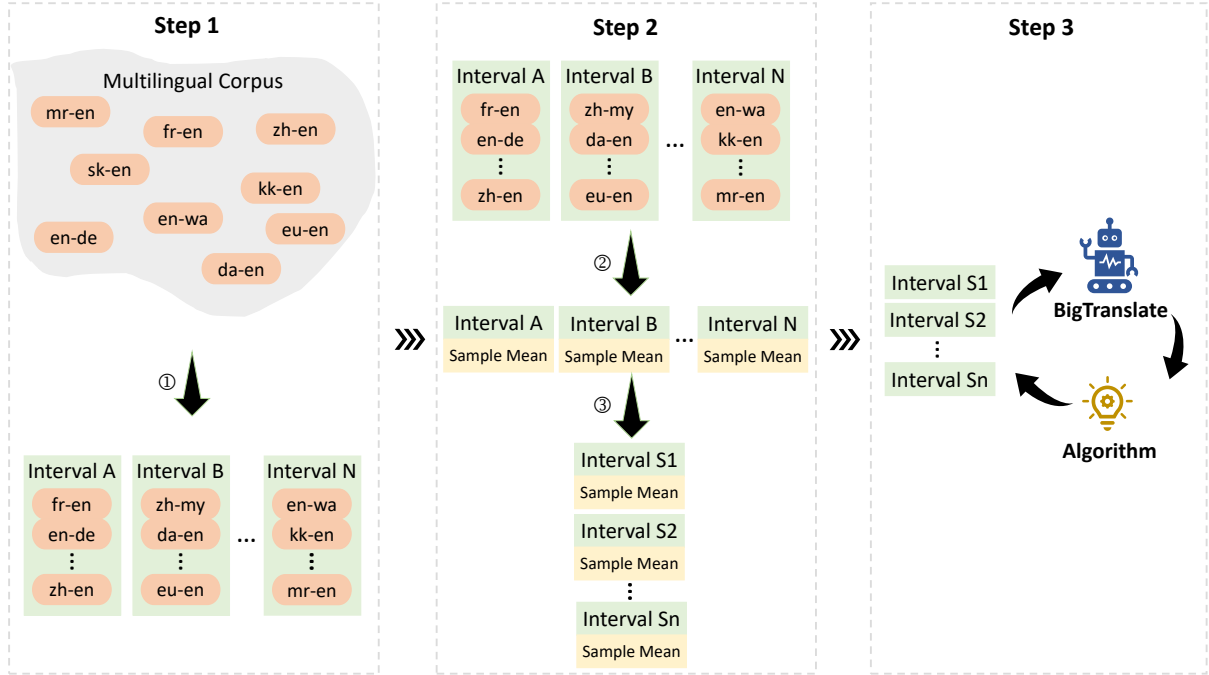 Step 1
Multilingual Corpus
mr-en
fr-en
zh-en
sk-en
kk-en
en-wa
eu-en
en-de
da-en
①
Interval A
fr-en
en-de
⋮
zh-en
Interval B
zh-my
da-en
⋮
eu-en
...
Interval N
en-wa
kk-en
⋮
mr-en
Step 2
Interval A
fr-en
en-de
⋮
zh-en
Interval B
zh-my
da-en
⋮
eu-en
...
Interval N
en-wa
kk-en
⋮
mr-en
②
Interval A
Sample Mean
Interval B
Sample Mean
...
Interval N
Sample Mean
③
Interval S1
Sample Mean
Interval S2
Sample Mean
⋮
Interval Sn
Sample Mean
Step 3
Interval S1
Interval S2
⋮
Interval Sn
BigTranslate
Algorithm